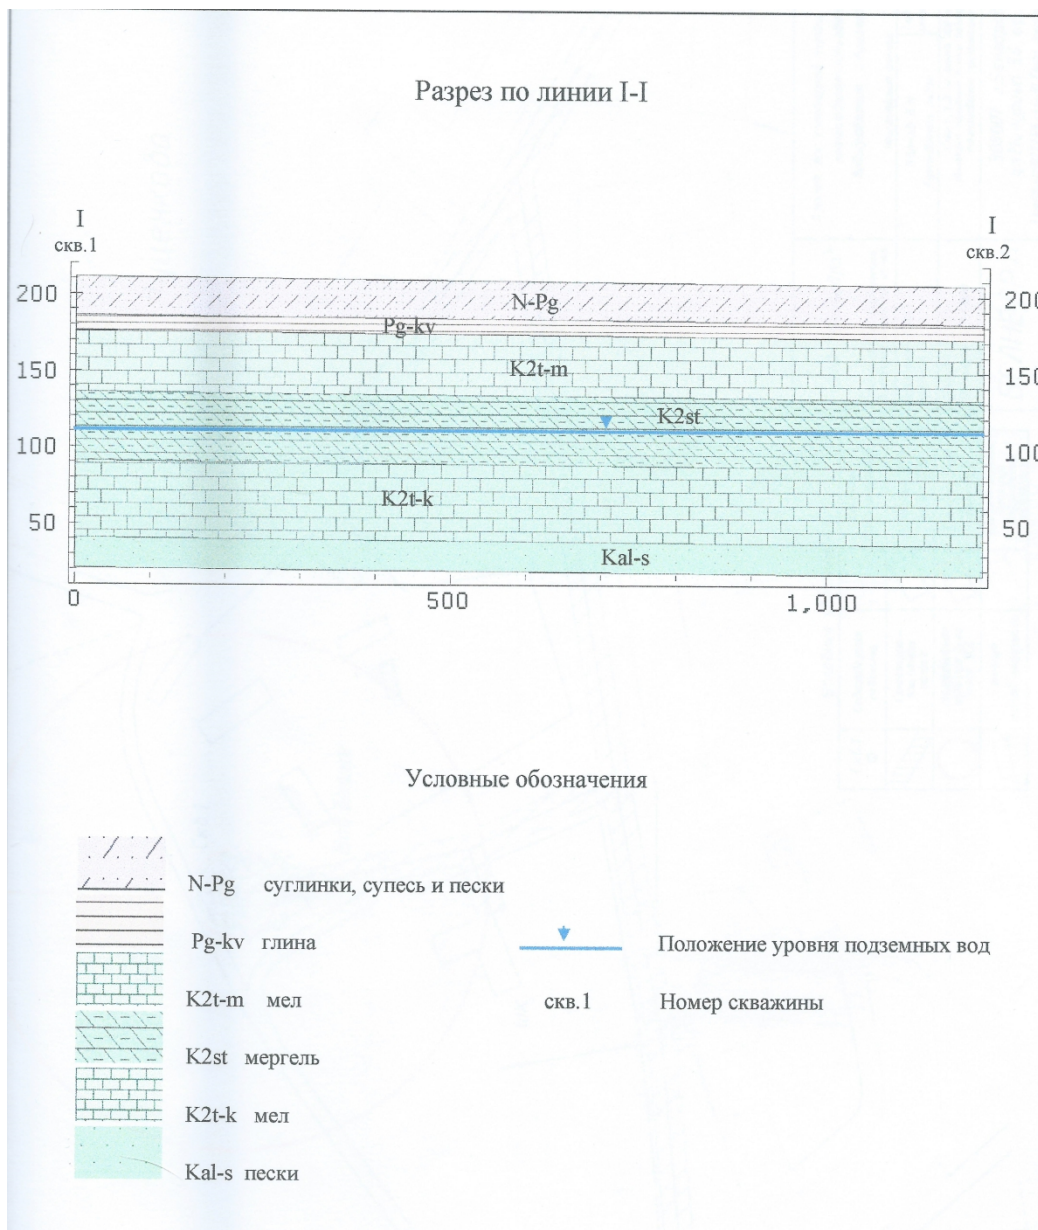 Разрез по линии I-I
I
I
скв.1
скв.2
200
200
N-Pg
Pg-kv
K2t-m
150
150
K2st
100
100
K2t-k
50
50
Kal-s
0
500
1,000
Условные обозначения
N-Pg суглинки, супесь и пески
Pg-kv глина
Положение уровня подземных вод
K2t-m мел
скв.1 Номер скважины
K2st мергель
K2t-k мел
Kal-s пески